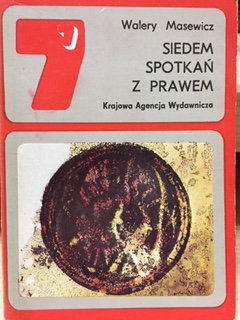 7
Walery Masewicz
SIEDEM
SPOTKAŃ
Z PRAWEM
Krajowa Agencja Wydawnicza